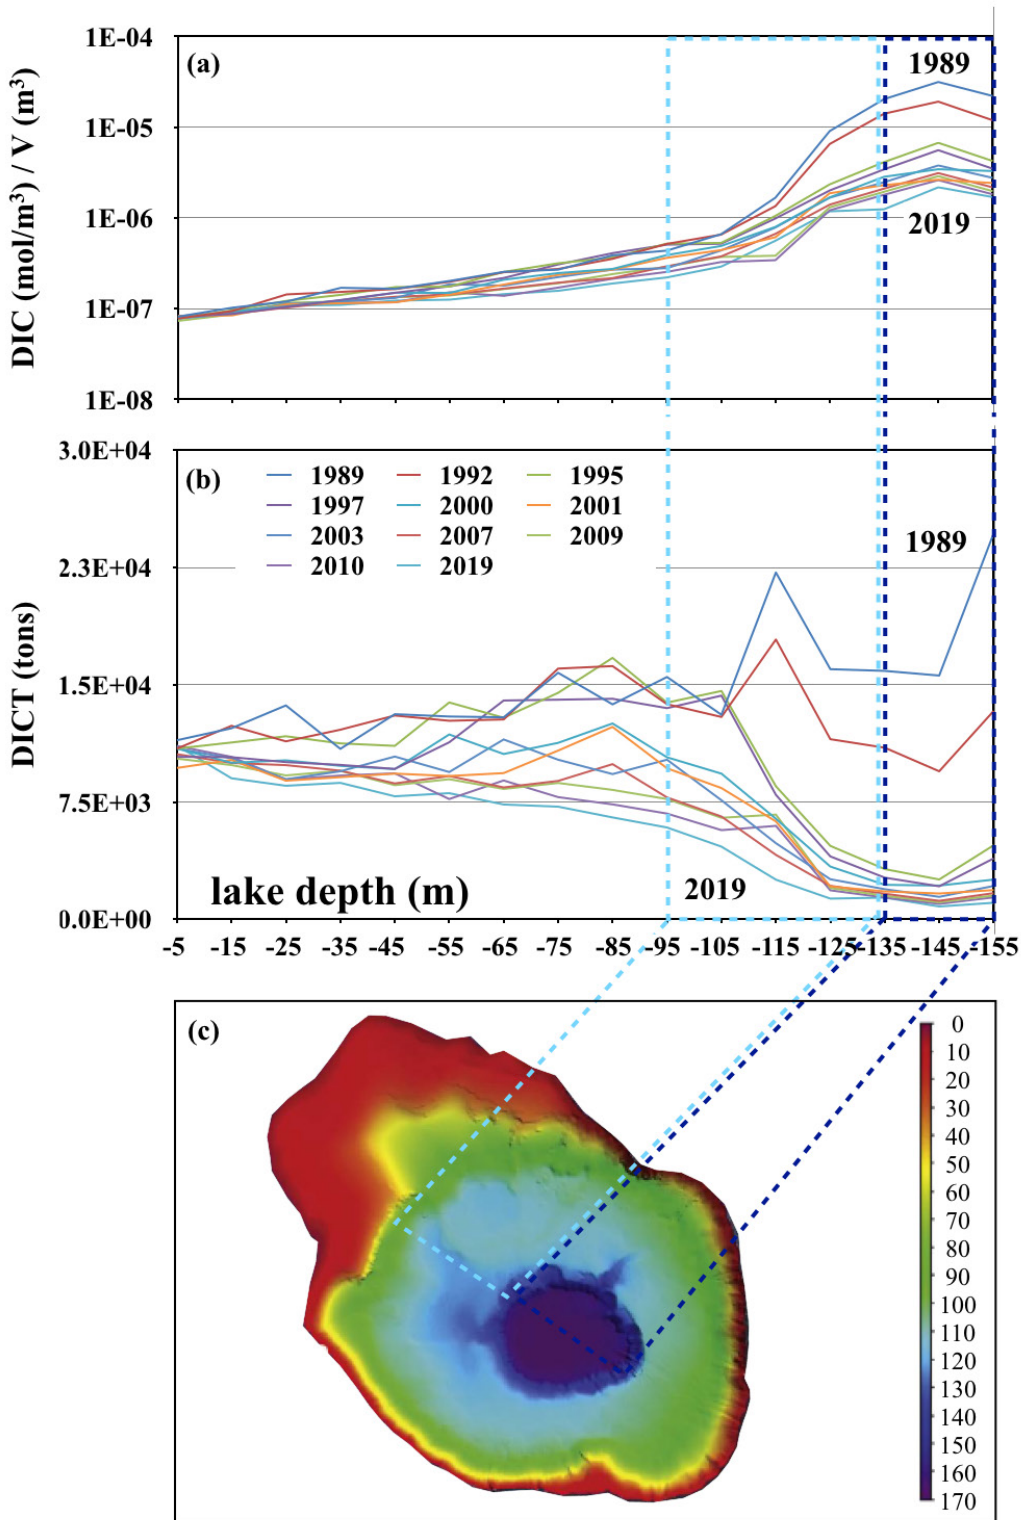 (a)
1989
2019
1E-04
1E-05
1E-06
1E-07
1E-08
DIC (mol/m³) / V (m³)
(b)
1989 1992 1995
1997 2000 2001
2003 2007 2009
2010 2019
1989
2019
3.0E+04
2.3E+04
1.5E+04
7.5E+03
0.0E+00
DICT (tons)
lake depth (m)
-5 -15 -25 -35 -45 -55 -65 -75 -85 -95 -105 -115 -125 -135 -145 -155
(c)
0
10
20
30
40
50
60
70
80
90
100
110
120
130
140
150
160
170